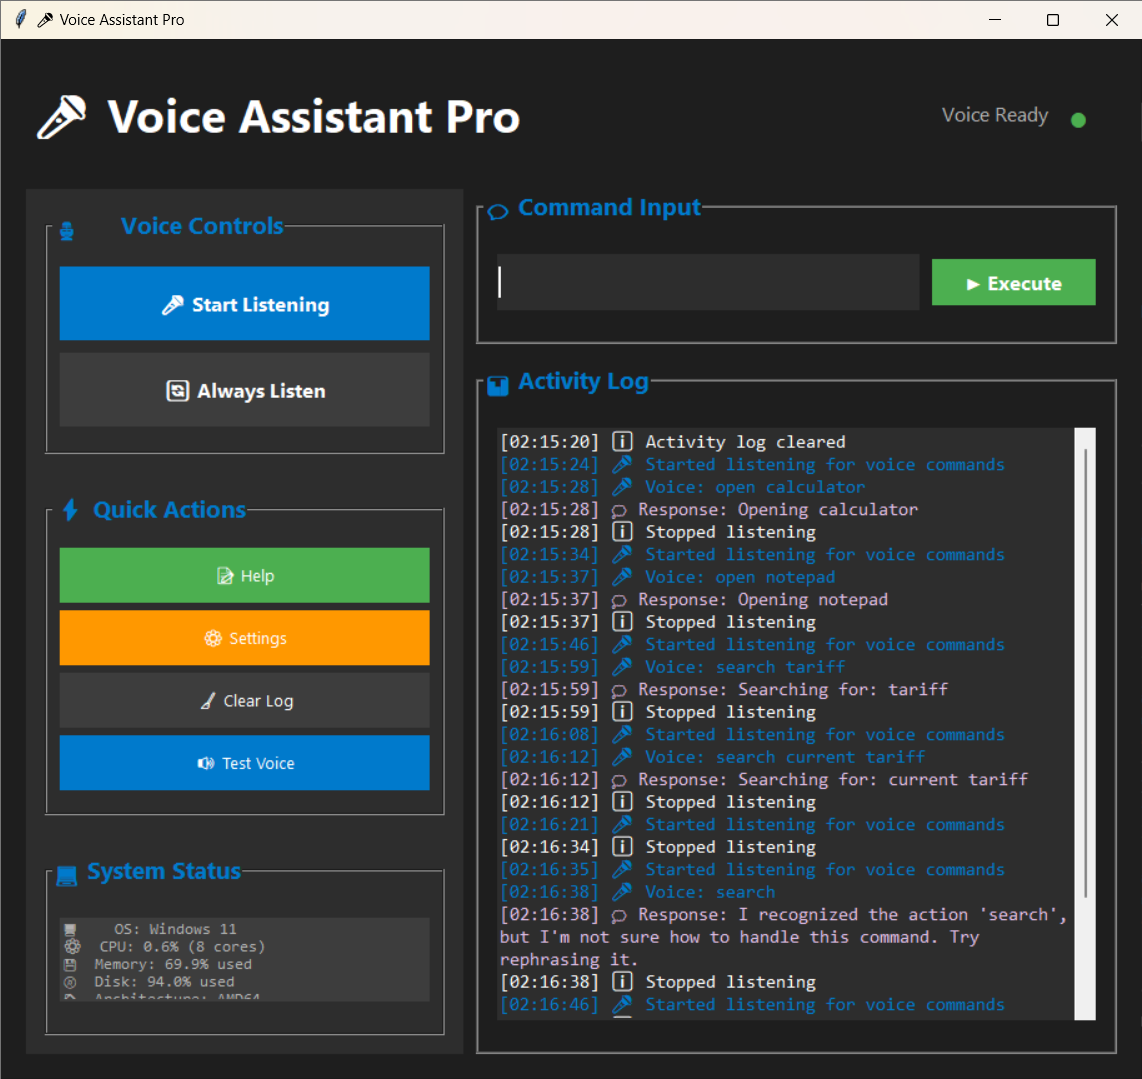 Voice Assistant Pro
Voice Assistant Pro
Voice Ready
Voice Controls
Start Listening
Always Listen
Quick Actions
Help
Settings
Clear Log
Test Voice
System Status
OS: Windows 11
CPU: 0.6% (8 cores)
Memory: 69.9% used
Disk: 94.0% used
Architecture: AMD64
Command Input
► Execute
Activity Log
[02:15:20] Activity log cleared
[02:15:24] Started listening for voice commands
[02:15:28] Voice: open calculator
[02:15:28] Response: Opening calculator
[02:15:28] Stopped listening
[02:15:34] Started listening for voice commands
[02:15:37] Voice: open notepad
[02:15:37] Response: Opening notepad
[02:15:37] Stopped listening
[02:15:46] Started listening for voice commands
[02:15:59] Voice: search tariff
[02:15:59] Response: Searching for: tariff
[02:15:59] Stopped listening
[02:16:08] Started listening for voice commands
[02:16:12] Voice: search current tariff
[02:16:12] Response: Searching for: current tariff
[02:16:12] Stopped listening
[02:16:21] Started listening for voice commands
[02:16:34] Stopped listening
[02:16:35] Started listening for voice commands
[02:16:38] Voice: search
[02:16:38] Response: I recognized the action 'search',
but I'm not sure how to handle this command. Try
rephrasing it.
[02:16:38] Stopped listening
[02:16:46] Started listening for voice commands